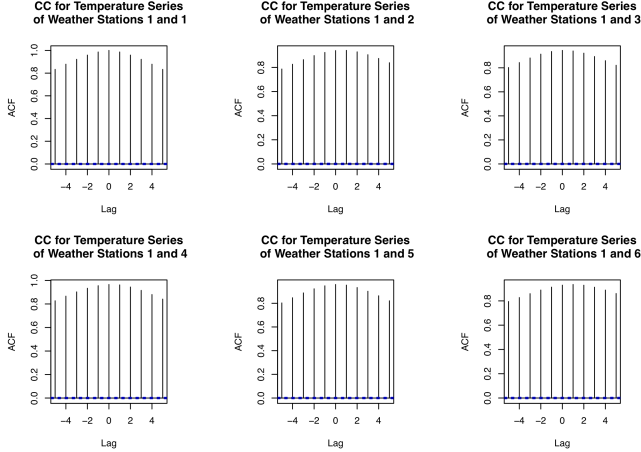 CC for Temperature Series
of Weather Stations 1 and 1
ACF
1.0
0.8
0.6
0.4
0.2
0.0
−4 −2 0 2 4
Lag
CC for Temperature Series
of Weather Stations 1 and 2
ACF
0.8
0.6
0.4
0.2
0.0
−4 −2 0 2 4
Lag
CC for Temperature Series
of Weather Stations 1 and 3
ACF
0.8
0.6
0.4
0.2
0.0
−4 −2 0 2 4
Lag
CC for Temperature Series
of Weather Stations 1 and 4
ACF
1.0
0.8
0.6
0.4
0.2
0.0
−4 −2 0 2 4
Lag
CC for Temperature Series
of Weather Stations 1 and 5
ACF
0.8
0.6
0.4
0.2
0.0
−4 −2 0 2 4
Lag
CC for Temperature Series
of Weather Stations 1 and 6
ACF
0.8
0.6
0.4
0.2
0.0
−4 −2 0 2 4
Lag